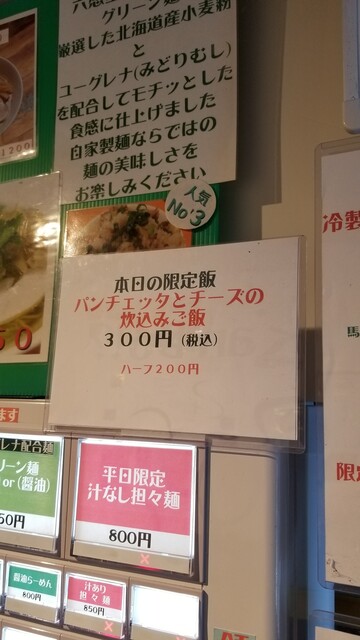 グリーン麺
厳選した北海道産小麦粉
と
ユーグレナ(みどりむし)
を配合してモチッとした
食感に仕上げました
自家製麺ならではの
麺の美味しさを
お楽しみください
人気
No'3
1200
本日の限定飯
パンチェッタとチーズの
炊込みご飯
300円(税込)
ハーフ200円
50
ます
冷製
馬
限定
レナ配合麺
リーン麺
or(醤油)
50円
平日限定
汁なし担々麺
800円
醤油らーめん
800円
汁あり
担々麺
850円